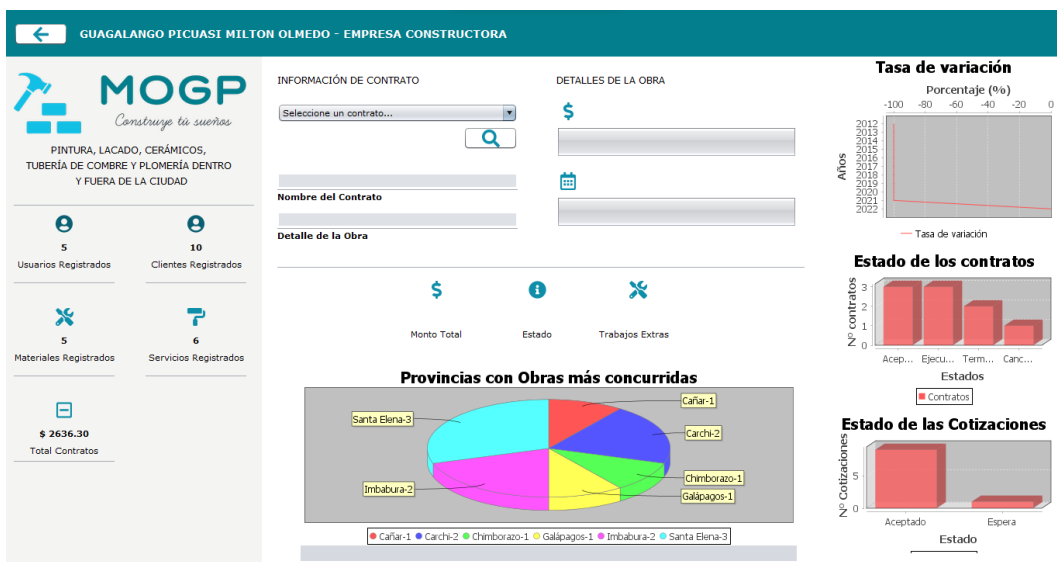 GUAGALANGO PICUASI MILTON OLMEDO - EMPRESA CONSTRUCTORA
MOGP
Construye tú sueños
PINTURA, LACADO, CERÁMICOS,
TUBERÍA DE COMBRE Y PLOMERÍA DENTRO
Y FUERA DE LA CIUDAD
5
Usuarios Registrados
10
Clientes Registrados
5
Materiales Registrados
6
Servicios Registrados
$ 2636.30
Total Contratos
INFORMACIÓN DE CONTRATO
Seleccione un contrato...
Nombre del Contrato
Detalle de la Obra
DETALLES DE LA OBRA
$
$
Monto Total
Estado
Trabajos Extras
Provincias con Obras más concurridas
Cañar-1
Santa Elena-3
Carchi-2
Chimborazo-1
Imbabura-2
Galápagos-1
Cañar-1 Carchi-2 Chimborazo-1 Galápagos-1 Imbabura-2 Santa Elena-3
Tasa de variación
Porcentaje (%)
-100 -80 -60 -40 -20 0
Años
2012
2013
2014
2015
2016
2017
2018
2019
2020
2021
2022
Tasa de variación
Estado de los contratos
Nº contratos
3
2
1
0
Acep... Ejecu... Term... Canc...
Estados
Contratos
Estado de las Cotizaciones
Nº Cotizaciones
5
0
Aceptado Espera
Estado